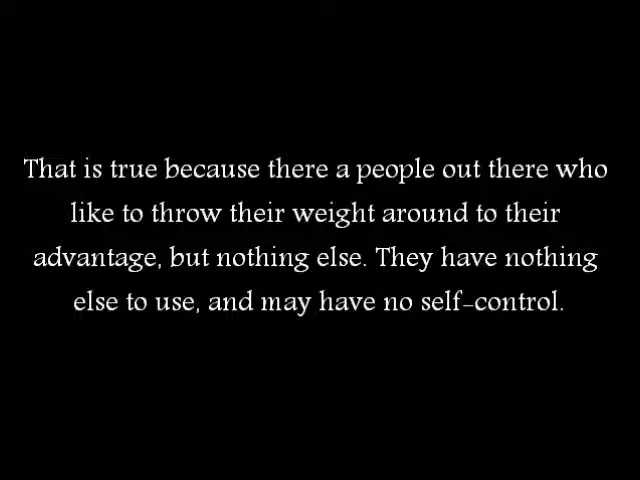 That is true because there a people out there who
like to throw their weight around to their
advantage, but nothing else. They have nothing
else to use, and may have no self-control.